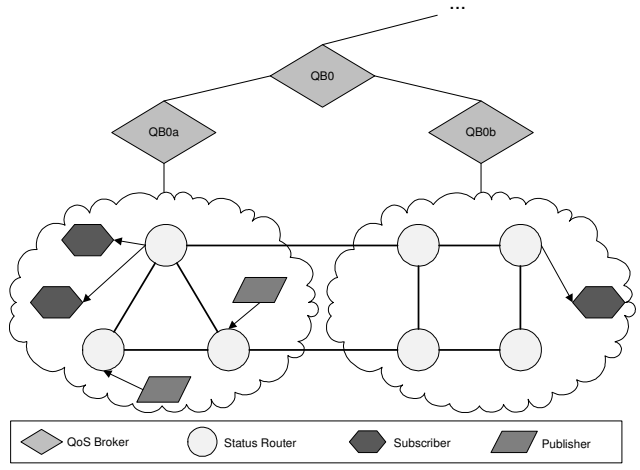 ...
QB0
QB0a
QB0b
QoS Broker
Status Router
Subscriber
Publisher